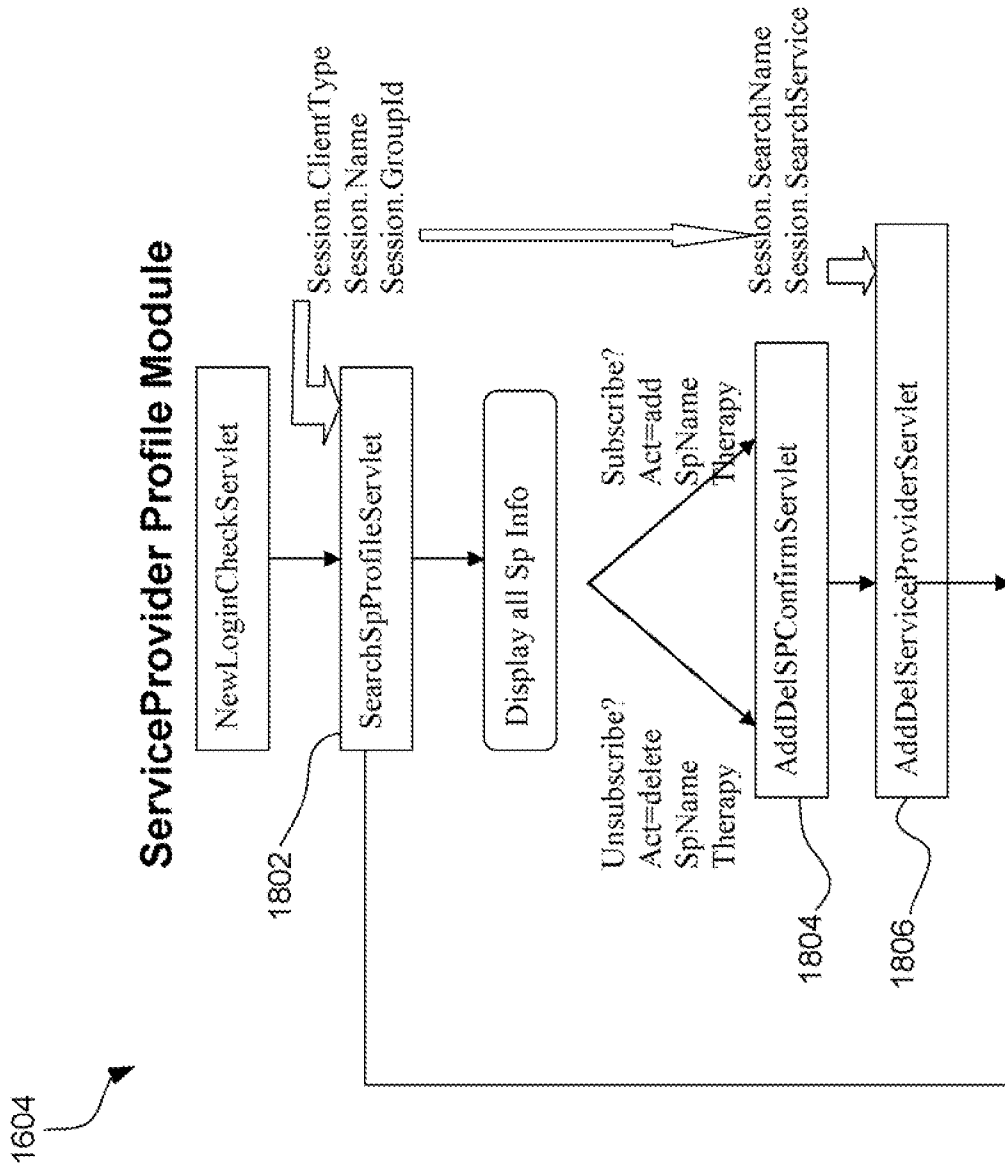 1604
ServiceProvider Profile Module
NewLoginCheckServlet
Session.ClientType
Session.Name
Session.GroupId
1802
SearchSpProfileServlet
Display all Sp Info
Unsubscribe?
Act=delete
SpName
Therapy
Subscribe?
Act=add
SpName
Therapy
Session.SearchName
Session.SearchService
1804
AddDelSPConfirmServlet
1806
AddDelServiceProviderServlet